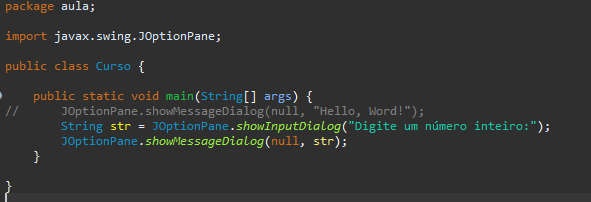 package aula;
import javax.swing.JOptionPane;
public class Curso {
public static void main(String[] args) {
//      JOptionPane.showMessageDialog(null, "Hello, Word!");
String str = JOptionPane.showInputDialog("Digite um número inteiro:");
JOptionPane.showMessageDialog(null, str);
}
}